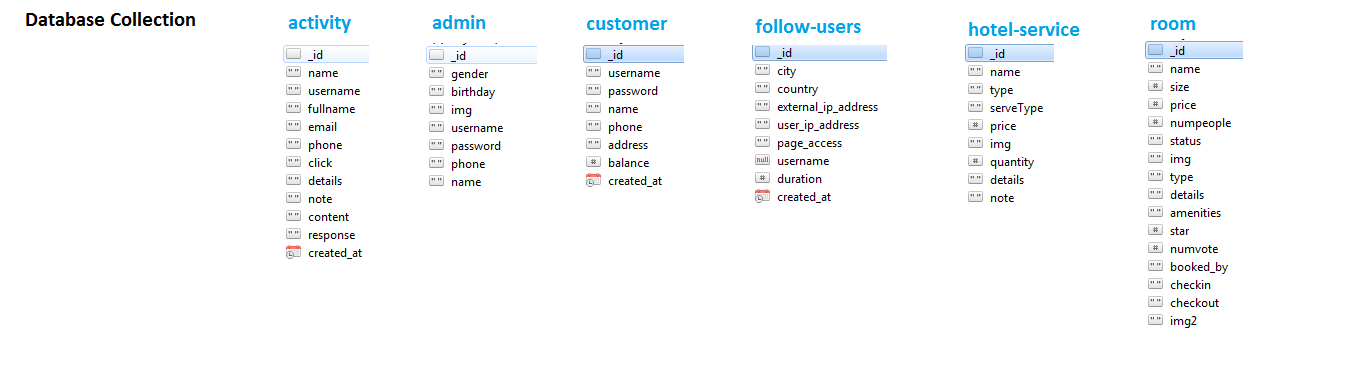 Database Collection
activity
_id
name
username
fullname
email
phone
click
details
note
content
response
created_at
admin
_id
gender
birthday
img
username
password
phone
name
customer
_id
username
password
name
phone
address
# balance
created_at
follow-users
_id
city
country
external_ip_address
user_ip_address
page_access
null username
# duration
created_at
hotel-service
_id
name
type
serveType
# price
img
# quantity
details
note
room
_id
name
# size
# price
# numpeople
status
img
type
details
amenities
# star
# numvote
booked_by
checkin
checkout
img2